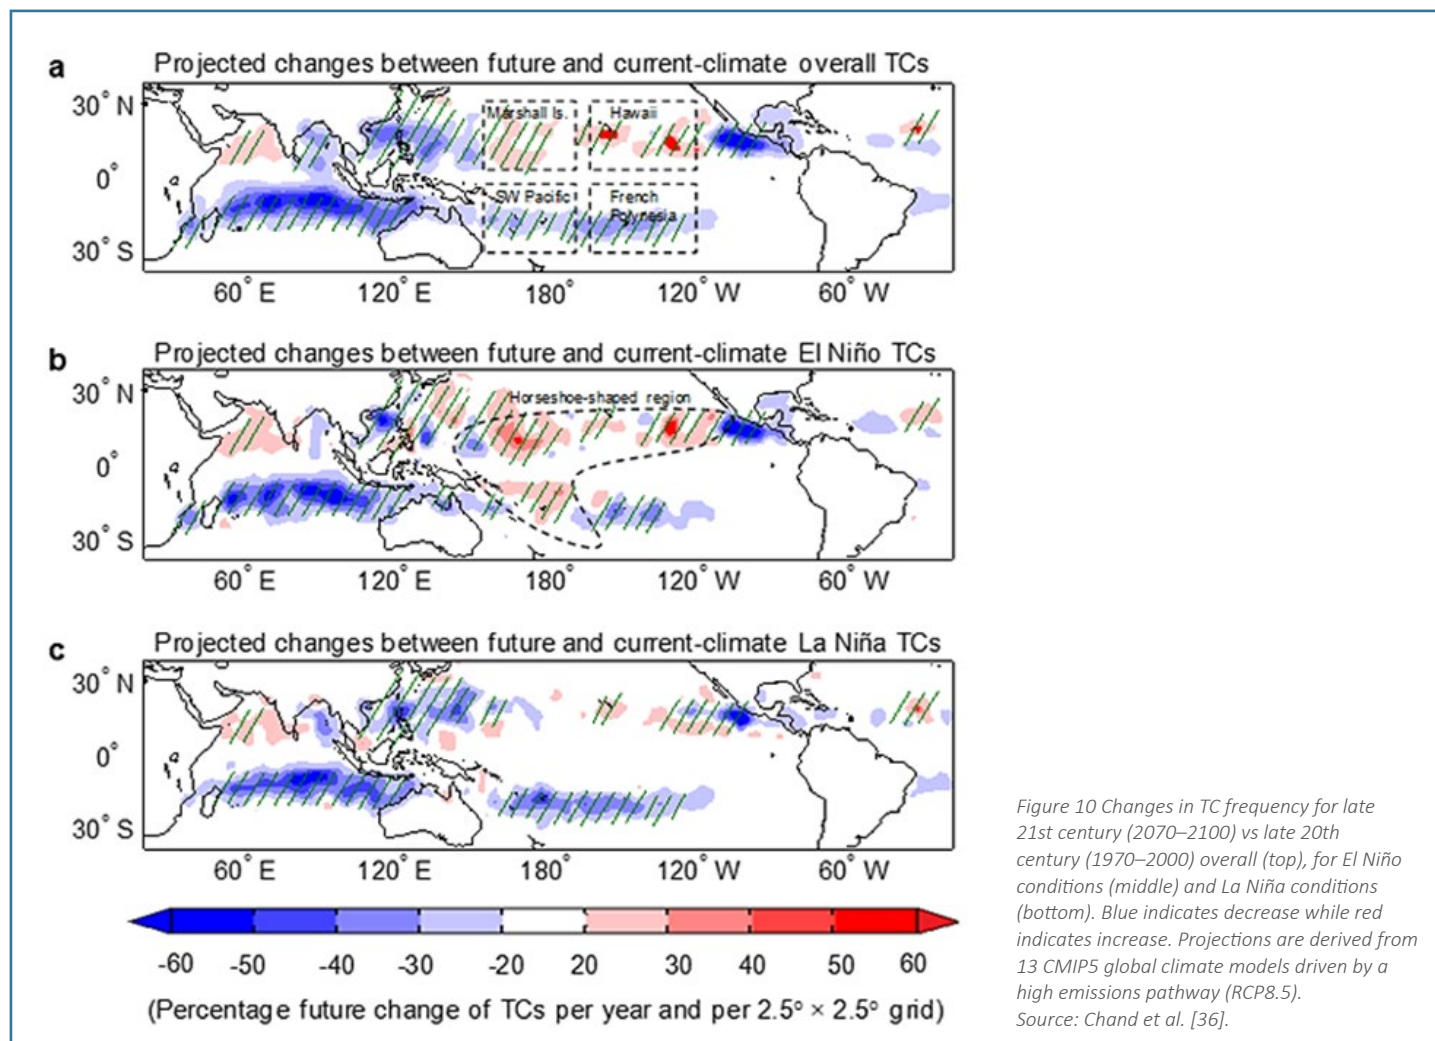 a
Projected changes between future and current-climate overall TCs
30° N
0°
30° S
Marshall Is.
Hawaii
SW Pacific
French
Polynesia
60° E
120° E
180°
120° W
60° W
b
Projected changes between future and current-climate El Niño TCs
30° N
0°
30° S
Horseshoe-shaped region
60° E
120° E
180°
120° W
60° W
c
Projected changes between future and current-climate La Niña TCs
30° N
0°
30° S
60° E
120° E
180°
120° W
60° W
-60 -50 -40 -30 -20 20 30 40 50 60
(Percentage future change of TCs per year and per 2.5° × 2.5° grid)
Figure 10 Changes in TC frequency for late
21st century (2070–2100) vs late 20th
century (1970–2000) overall (top), for El Niño
conditions (middle) and La Niña conditions
(bottom). Blue indicates decrease while red
indicates increase. Projections are derived from
13 CMIP5 global climate models driven by a
high emissions pathway (RCP8.5).
Source: Chand et al. [36].